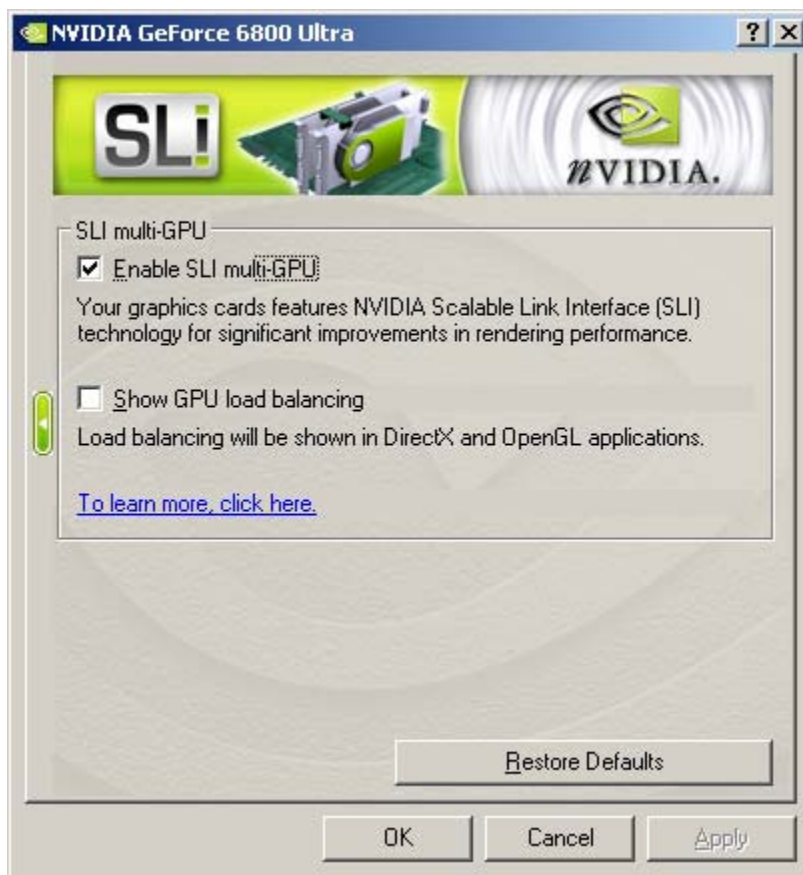 NVIDIA GeForce 6800 Ultra
SLi
nVIDIA.
SLI multi-GPU
Enable SLI multi-GPU
Your graphics cards features NVIDIA Scalable Link Interface (SLI)
technology for significant improvements in rendering performance.
Show GPU load balancing
Load balancing will be shown in DirectX and OpenGL applications.
To learn more, click here.
Restore Defaults
OK
Cancel
Apply